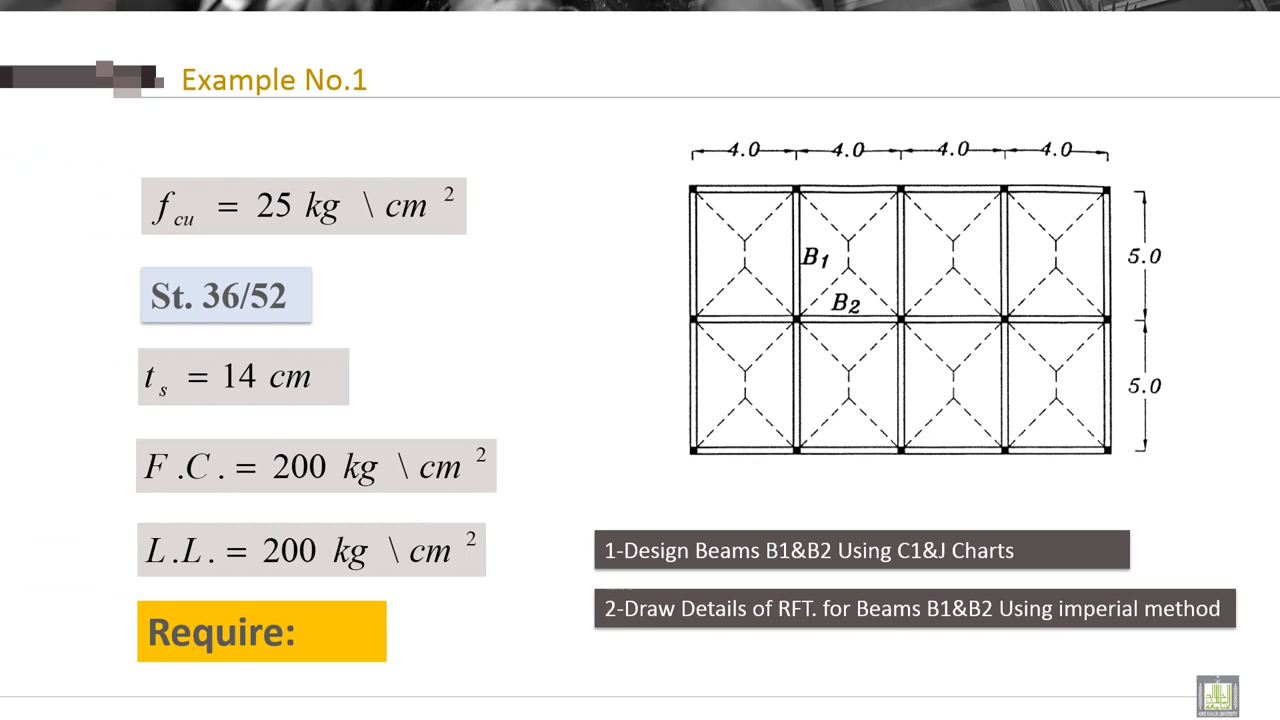 Example No.1
4.0 4.0 4.0 4.0
f cu = 25 kg \ cm 2
St. 36/52
t s = 14 cm
F .C . = 200 kg \ cm 2
L .L . = 200 kg \ cm 2
Require:
B1
B2
5.0
5.0
1-Design Beams B1&B2 Using C1&J Charts
2-Draw Details of RFT. for Beams B1&B2 Using imperial method